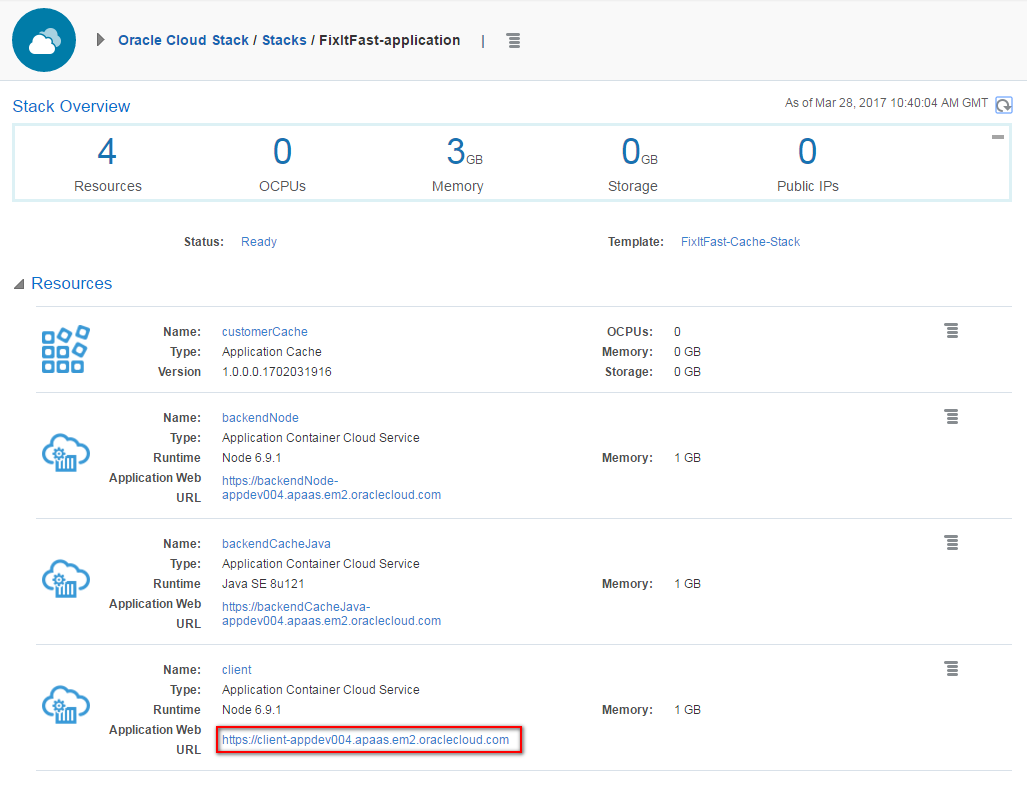 Oracle Cloud Stack / Stacks / FixItFast-application |
Stack Overview
As of Mar 28, 2017 10:40:04 AM GMT
4 0 3 GB 0 GB 0
Resources OCPUs Memory Storage Public IPs
Status: Ready Template: FixItFast-Cache-Stack
Resources
Name: customerCache OCPUs: 0
Type: Application Cache Memory: 0 GB
Version 1.0.0.0.1702031916 Storage: 0 GB
Name: backendNode
Type: Application Container Cloud Service
Runtime Node 6.9.1 Memory: 1 GB
Application Web https://backendNode-
URL appdev004.apaas.em2.oraclecloud.com
Name: backendCacheJava
Type: Application Container Cloud Service
Runtime Java SE 8u121 Memory: 1 GB
Application Web https://backendCacheJava-
URL appdev004.apaas.em2.oraclecloud.com
Name: client
Type: Application Container Cloud Service
Runtime Node 6.9.1 Memory: 1 GB
Application Web
URL https://client-appdev004.apaas.em2.oraclecloud.com